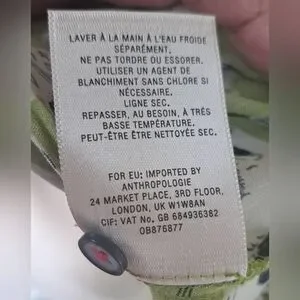 LAVER À LA MAIN À L'EAU FROIDE
SÉPARÉMENT.
NE PAS TORDRE OU ESSORER.
UTILISER UN AGENT DE
BLANCHIMENT SANS CHLORE SI
NÉCESSAIRE.
LIGNE SEC.
REPASSER, AU BESOIN, À TRÉS
BASSE TEMPÉRATURE.
PEUT-ÊTRE ÊTRE NETTOYÉE SEC.
FOR EU: IMPORTED BY
ANTHROPOLOGIE
24 MARKET PLACE, 3RD FLOOR,
LONDON, UK W1W8AN
CIF: VAT No. GB 684936382
OB876877